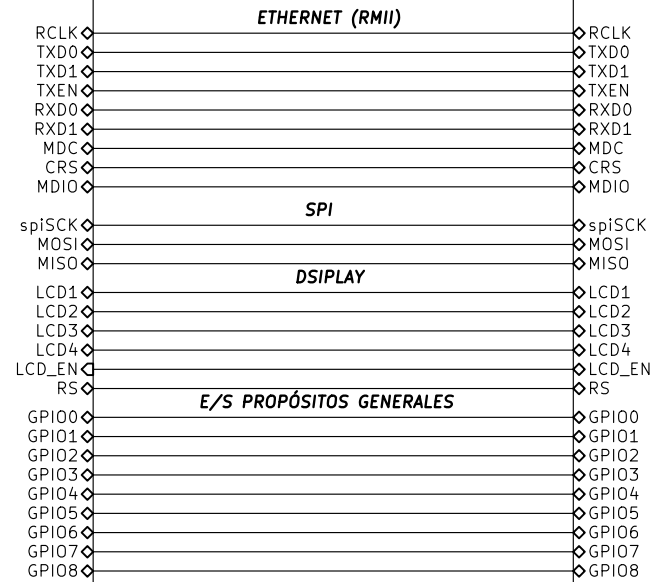 ETHERNET (RMII)
RCLK RCLK
TXD0 TXD0
TXD1 TXD1
TXEN TXEN
RXD0 RXD0
RXD1 RXD1
MDC MDC
CRS CRS
MDIO MDIO
SPI
spiSCK spiSCK
MOSI MOSI
MISO MISO
DSIPLAY
LCD1 LCD1
LCD2 LCD2
LCD3 LCD3
LCD4 LCD4
LCD_EN LCD_EN
RS RS
E/S PROPÓSITOS GENERALES
GPIO0 GPIO0
GPIO1 GPIO1
GPIO2 GPIO2
GPIO3 GPIO3
GPIO4 GPIO4
GPIO5 GPIO5
GPIO6 GPIO6
GPIO7 GPIO7
GPIO8 GPIO8